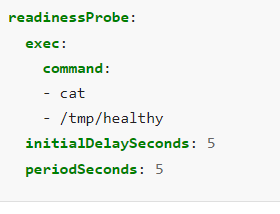 readinessProbe:
  exec:
    command:
    - cat
    - /tmp/healthy
  initialDelaySeconds: 5
  periodSeconds: 5